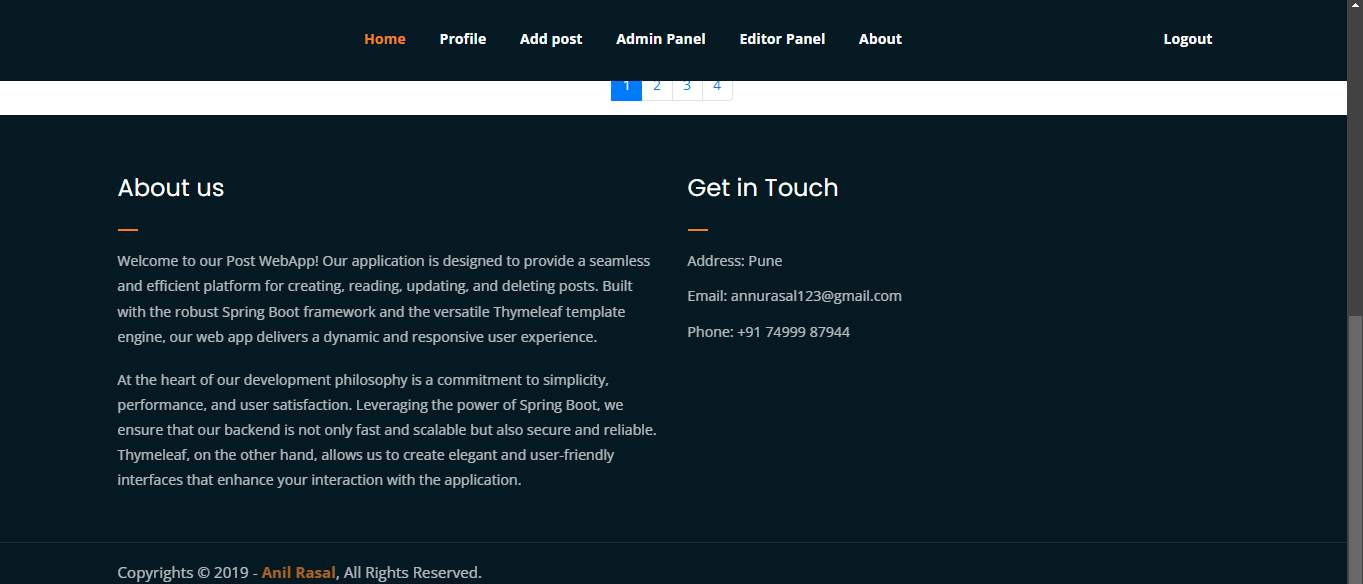 Home Profile Add post Admin Panel Editor Panel About Logout
1 2 3 4
About us
Welcome to our Post WebApp! Our application is designed to provide a seamless
and efficient platform for creating, reading, updating, and deleting posts. Built
with the robust Spring Boot framework and the versatile Thymeleaf template
engine, our web app delivers a dynamic and responsive user experience.
At the heart of our development philosophy is a commitment to simplicity,
performance, and user satisfaction. Leveraging the power of Spring Boot, we
ensure that our backend is not only fast and scalable but also secure and reliable.
Thymeleaf, on the other hand, allows us to create elegant and user-friendly
interfaces that enhance your interaction with the application.
Get in Touch
Address: Pune
Email: annurasal123@gmail.com
Phone: +91 74999 87944
Copyrights © 2019 - Anil Rasal, All Rights Reserved.